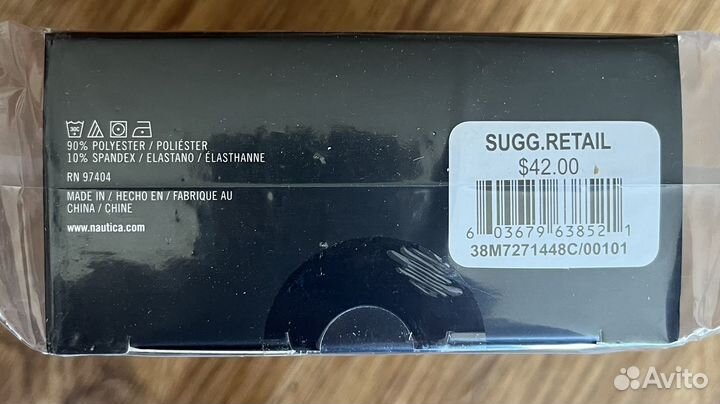 30C
90% POLYESTER / POLIÉSTER
10% SPANDEX / ELASTANO / ÉLASTHANNE
RN 97404
MADE IN / HECHO EN / FABRIQUE AU
CHINA / CHINE
www.nautica.com
SUGG.RETAIL
$42.00
6 03679 63852 1
38M7271448C/00101
Avito